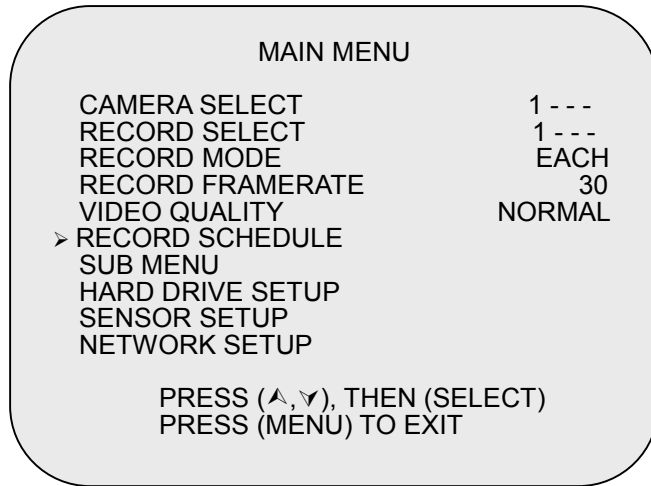 MAIN MENU
CAMERA SELECT 1 - - -
RECORD SELECT 1 - - -
RECORD MODE EACH
RECORD FRAMERATE 30
VIDEO QUALITY NORMAL
➢ RECORD SCHEDULE
SUB MENU
HARD DRIVE SETUP
SENSOR SETUP
NETWORK SETUP
PRESS (⮝,⮟), THEN (SELECT)
PRESS (MENU) TO EXIT